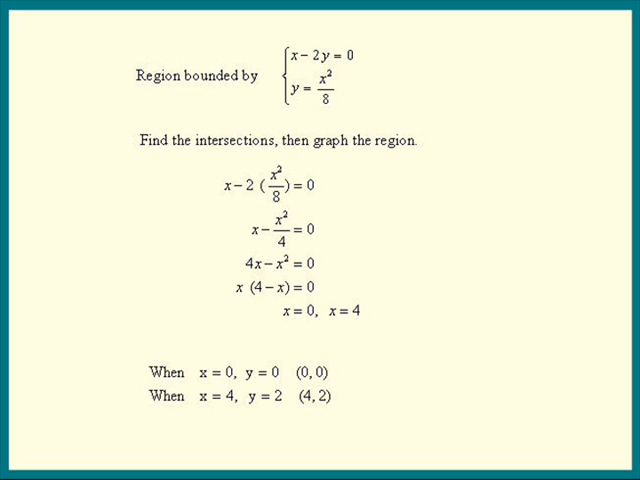 Region bounded by { x − 2y = 0
y = x²/8
Find the intersections, then graph the region.
x − 2 (x²/8) = 0
x − x²/4 = 0
4x − x² = 0
x (4 − x) = 0
x = 0, x = 4
When x = 0, y = 0 (0, 0)
When x = 4, y = 2 (4, 2)